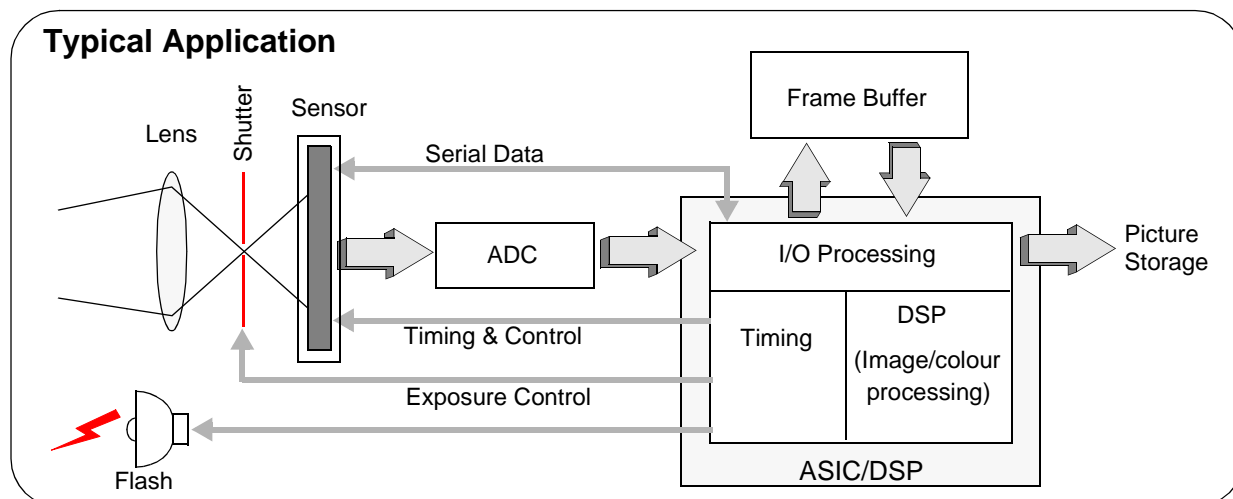 Typical Application
Lens
Shutter
Sensor
Serial Data
Frame Buffer
ADC
I/O Processing
Picture
Storage
Timing & Control
Timing
DSP
(Image/colour
processing)
Exposure Control
Flash
ASIC/DSP